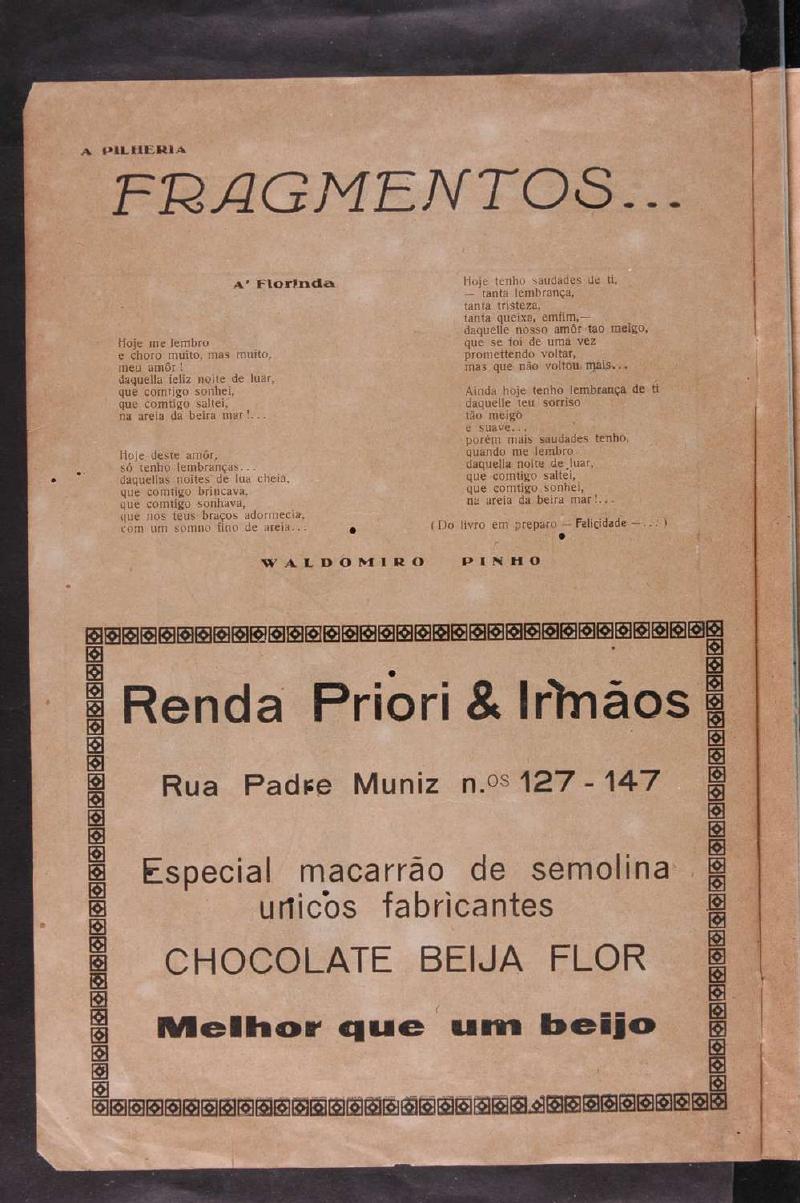 A PILHERIA
FRAGMENTOS...
A' Florinda
Hoje me lembro
e choro muito, mas muito,
meu amôr !
daquella feliz noite de luar,
que comtigo sonhei,
que comtigo saltei,
na areia da beira mar !...
Hoje deste amôr,
só tenho lembranças...
daquellas noites de lua cheia,
que comtigo brincava,
que comtigo sonhava,
que nos teus braços adormecia,
com um somno fino de areia...
Hoje tenho saudades de ti,
— tanta lembrança,
tanta tristeza,
tanta queixa, emfim,—
daquelle nosso amôr tao meigo,
que se foi de uma vez
promettendo voltar,
mas que não voltou mais...
Ainda hoje tenho lembrança de ti
daquelle teu sorriso
tão meigo
e suave...
porém mais saudades tenho,
quando me lembro
daquella noite de luar,
que comtigo saltei,
que comtigo sonhei,
na areia da beira mar!...
(Do livro em preparo — Felicidade —...)
WALDOMIRO PINHO
Renda Priori & Irmãos
Rua Padre Muniz n.os 127 - 147
Especial macarrão de semolina
unicos fabricantes
CHOCOLATE BEIJA FLOR
Melhor que um beijo